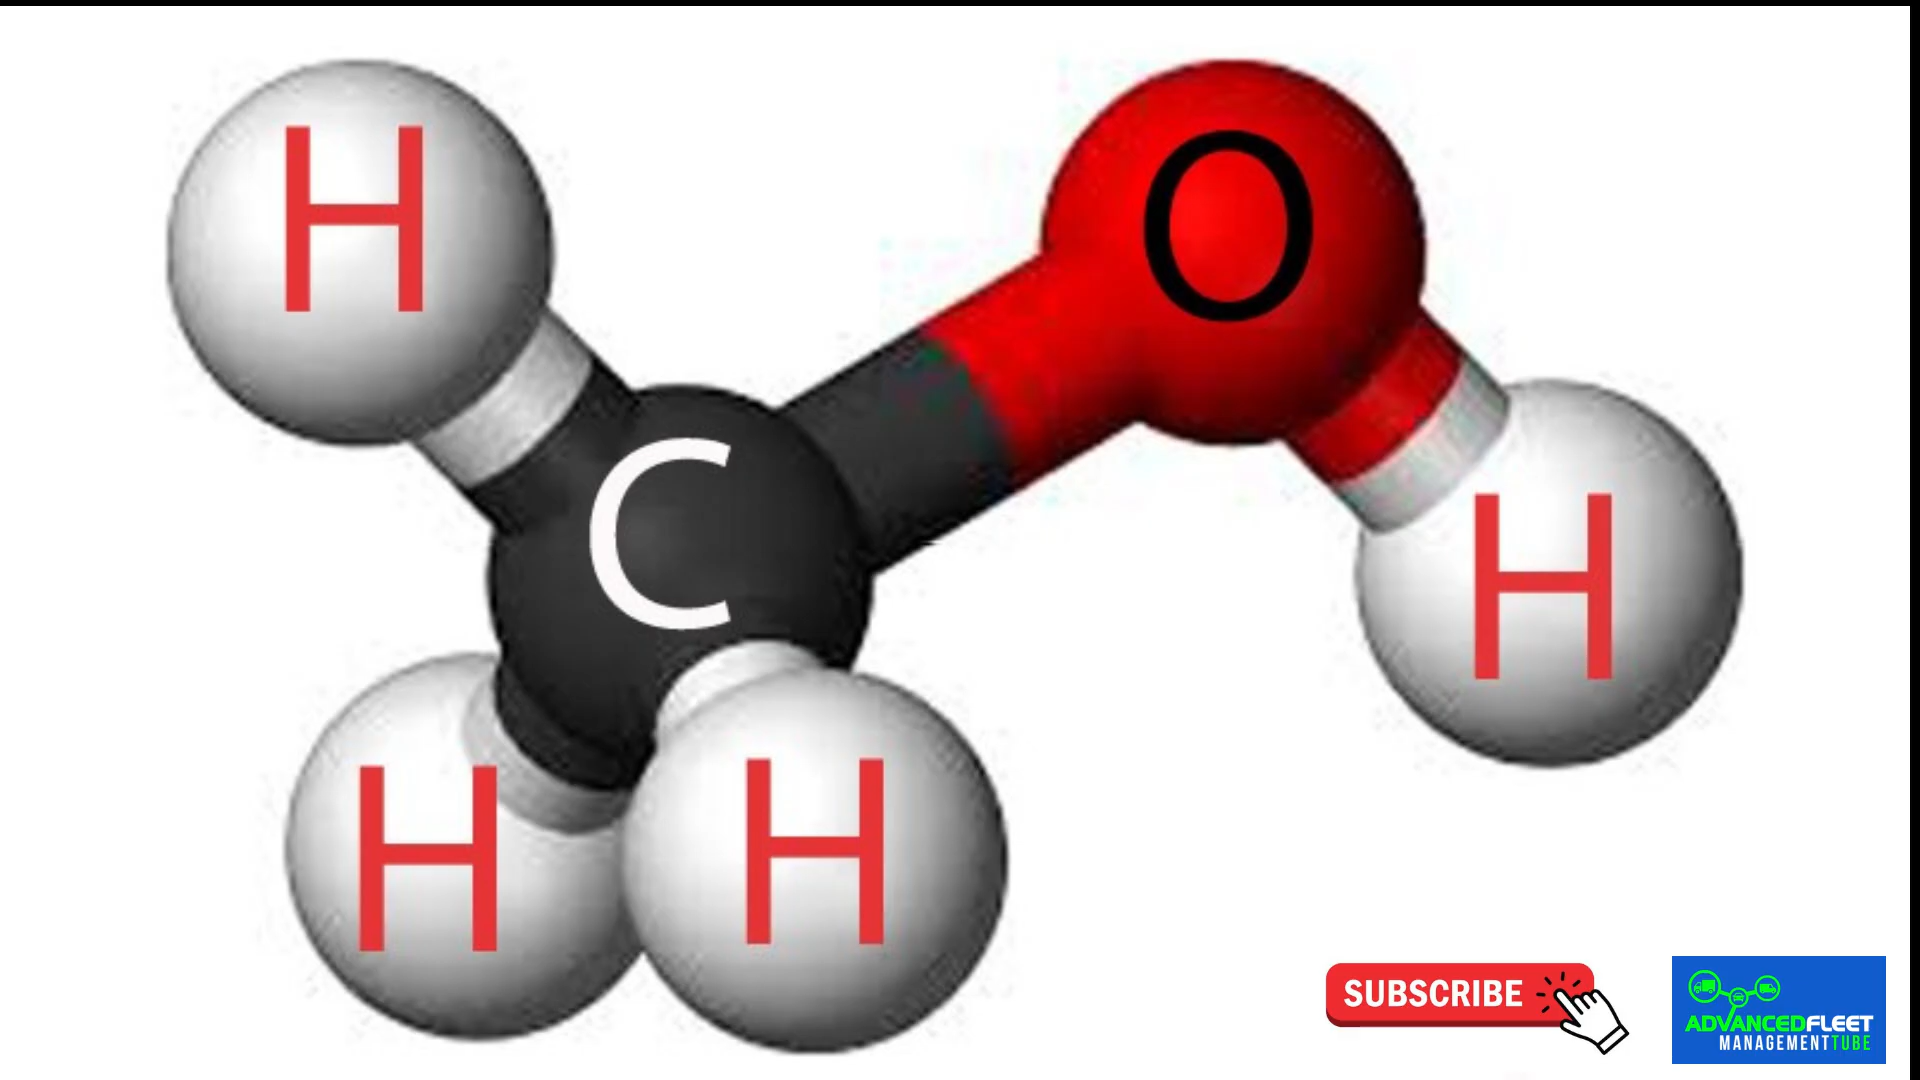 H
O
C
H
H
H
SUBSCRIBE
ADVANCEDFLEET
MANAGEMENTTUBE